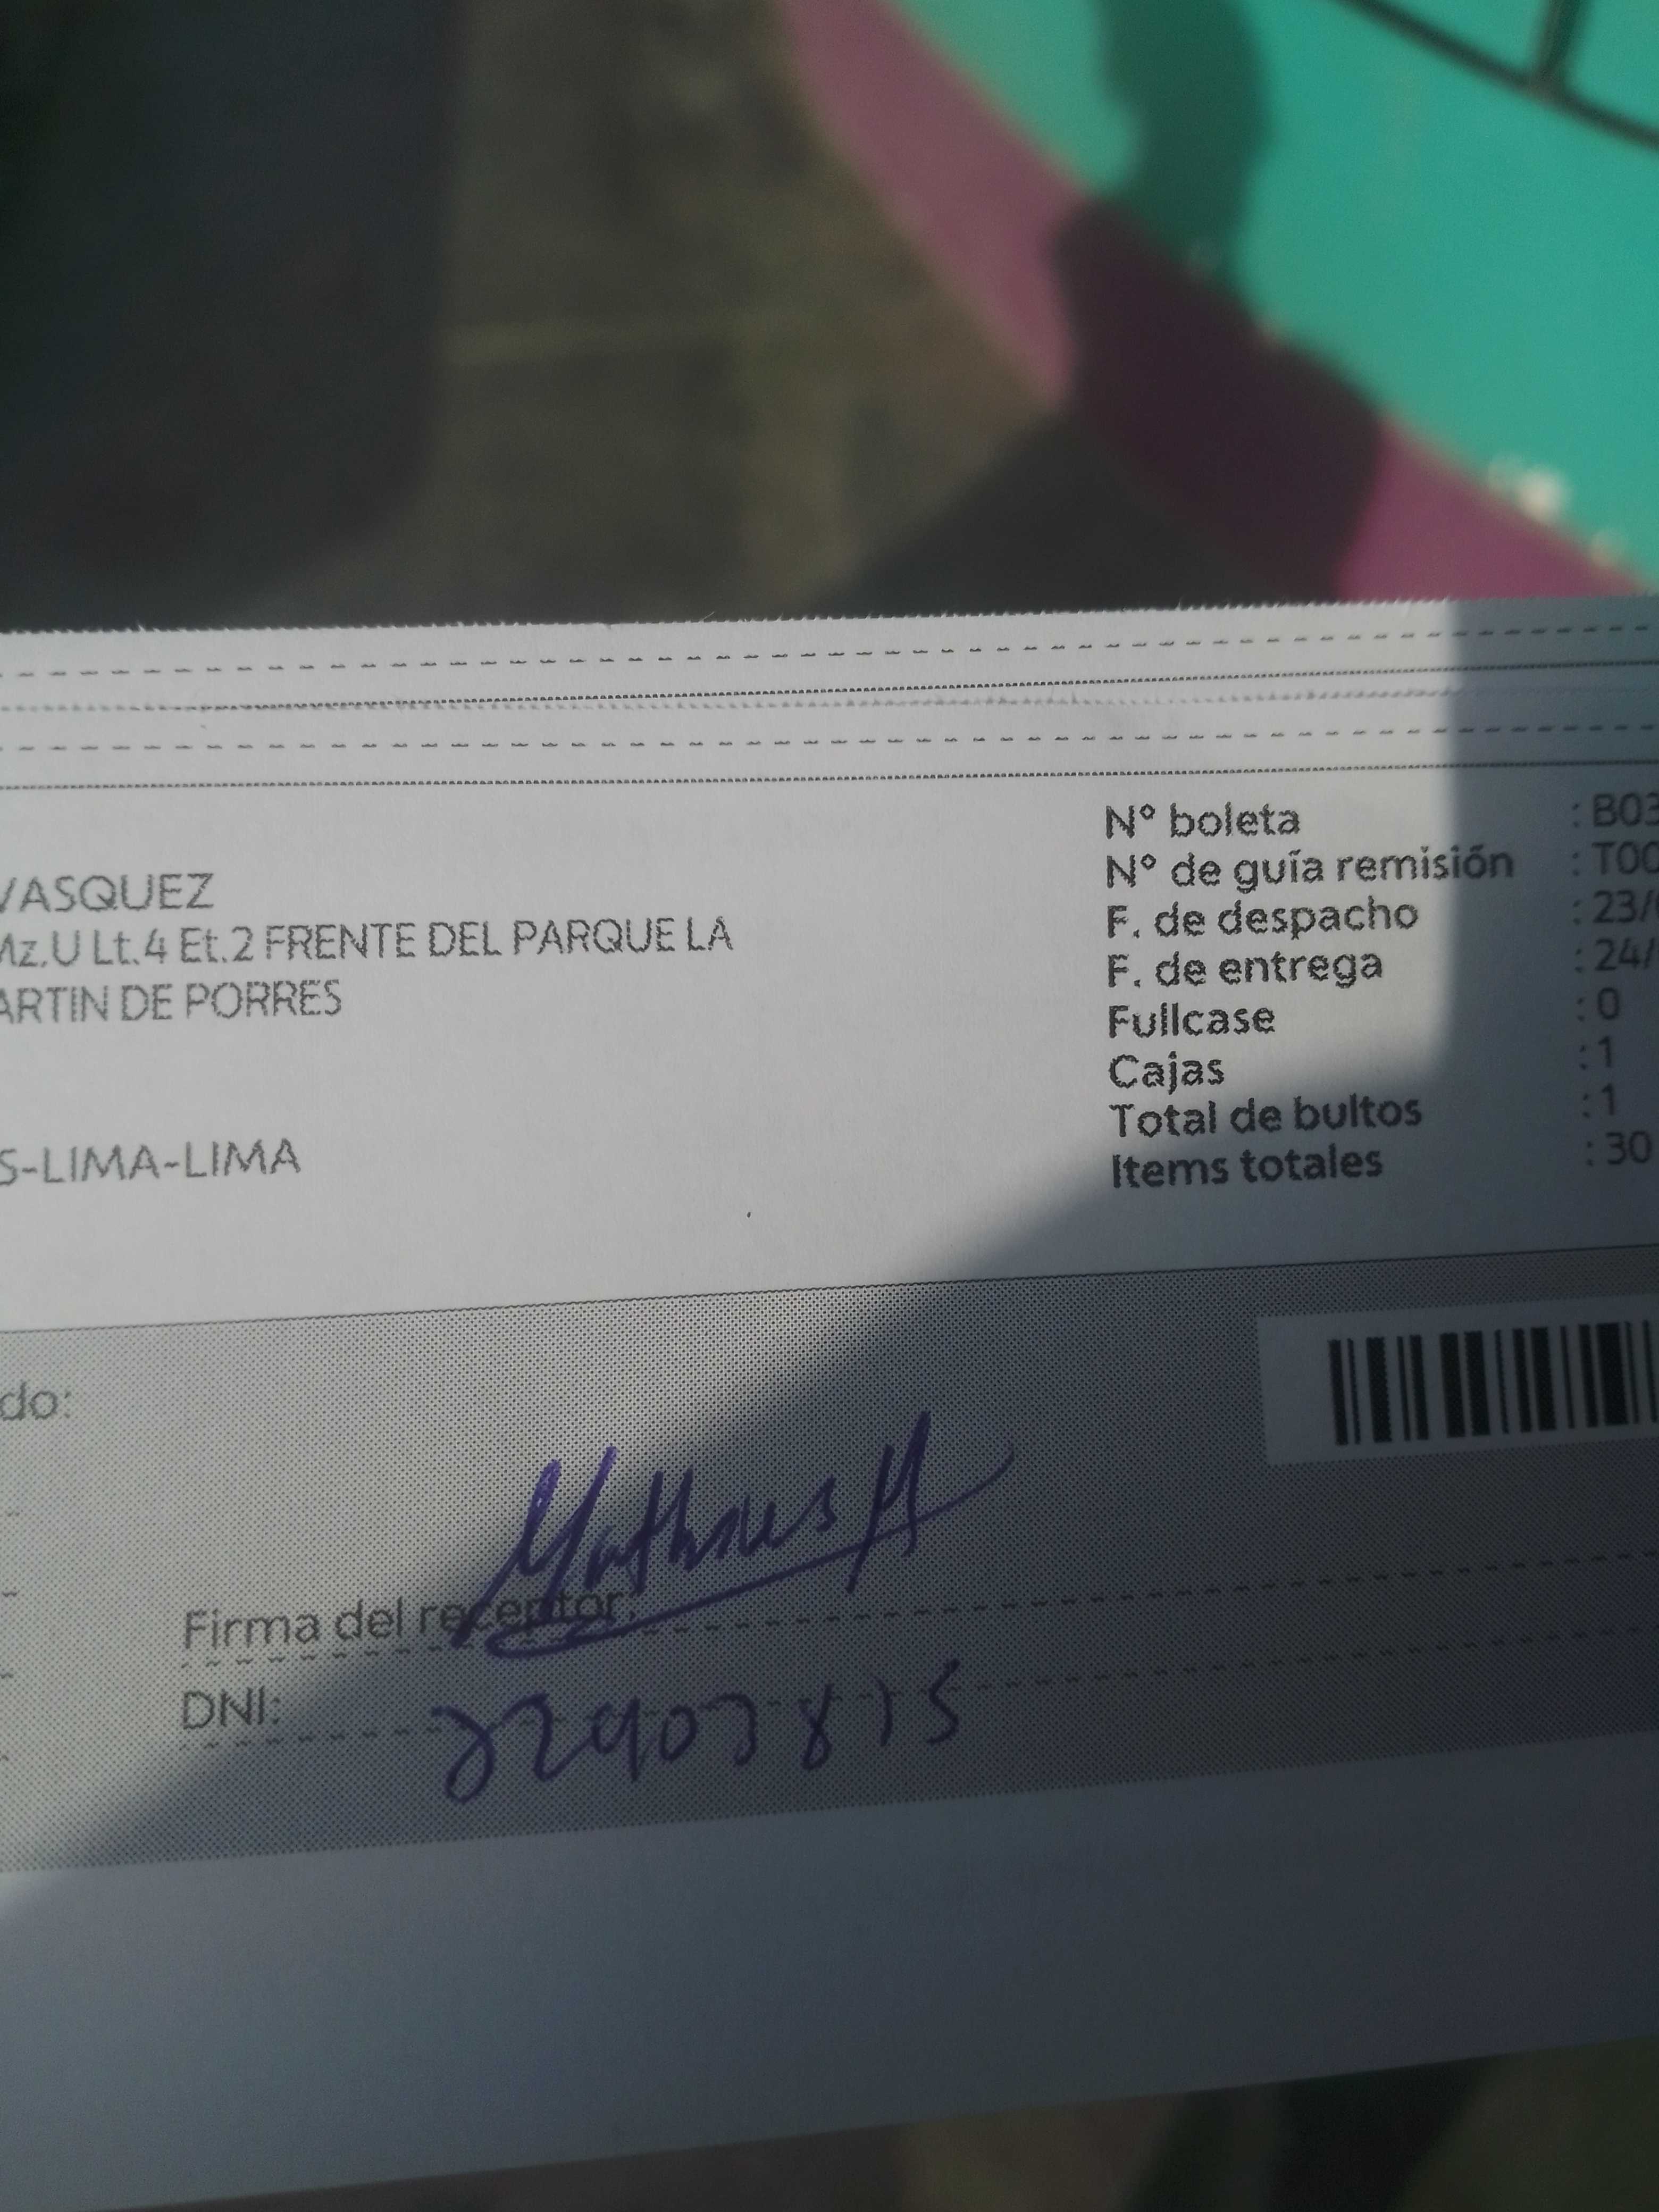 VASQUEZ
Mz.U Lt.4 Et.2 FRENTE DEL PARQUE LA
ARTIN DE PORRES
S-LIMA-LIMA
Nº boleta : B03
Nº de guía remisión : T00
F. de despacho : 23/
F. de entrega : 24/
Fullcase : 0
Cajas : 1
Total de bultos : 1
Items totales : 30
do:
Firma del receptor:
DNI: